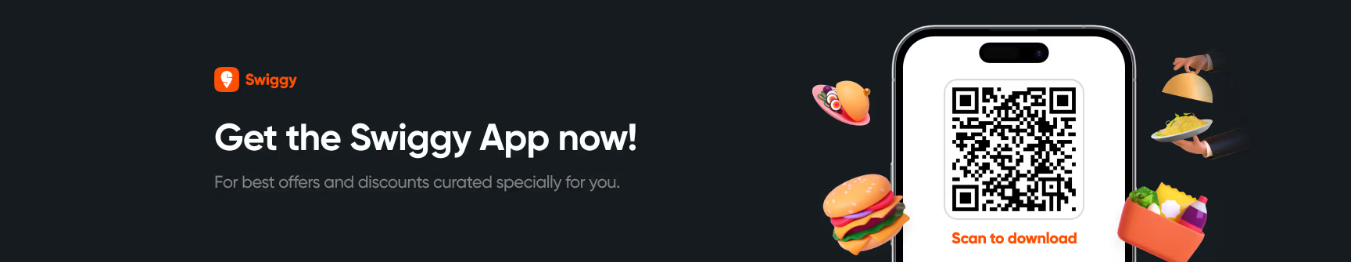 Swiggy
Get the Swiggy App now!
For best offers and discounts curated specially for you.
Scan to download